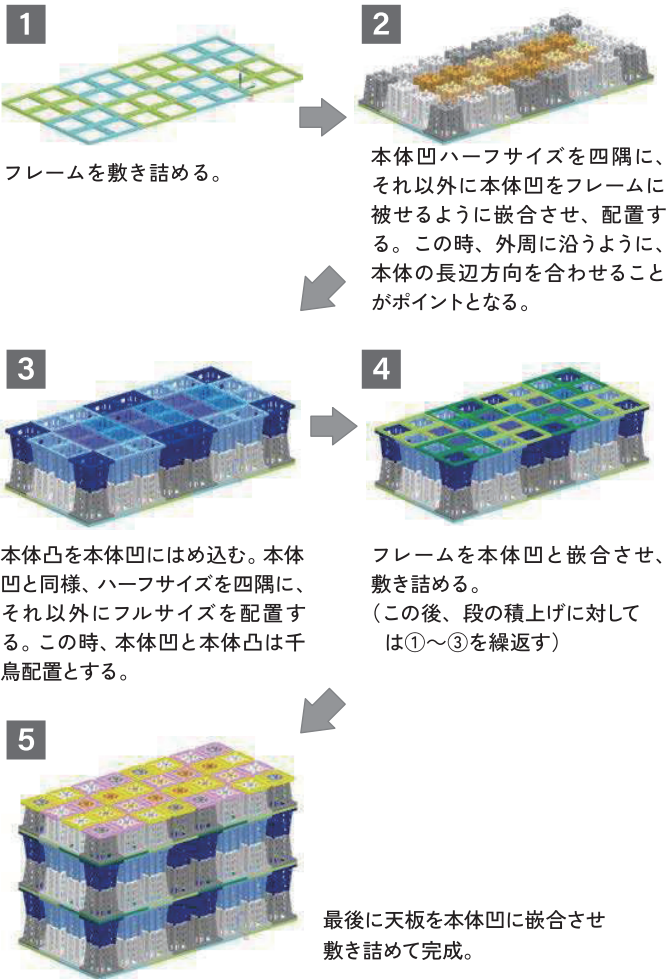 1
フレームを敷き詰める。
2
本体凹ハーフサイズを四隅に、
それ以外に本体凹をフレームに
被せるように嵌合させ、配置す
る。この時、外周に沿うように、
本体の長辺方向を合わせること
がポイントとなる。
3
本体凸を本体凹にはめ込む。本体
凹と同様、ハーフサイズを四隅に、
それ以外にフルサイズを配置す
る。この時、本体凹と本体凸は千
鳥配置とする。
4
フレームを本体凹と嵌合させ、
敷き詰める。
（この後、段の積上げに対して
は①～③を繰返す）
5
最後に天板を本体凹に嵌合させ
敷き詰めて完成。